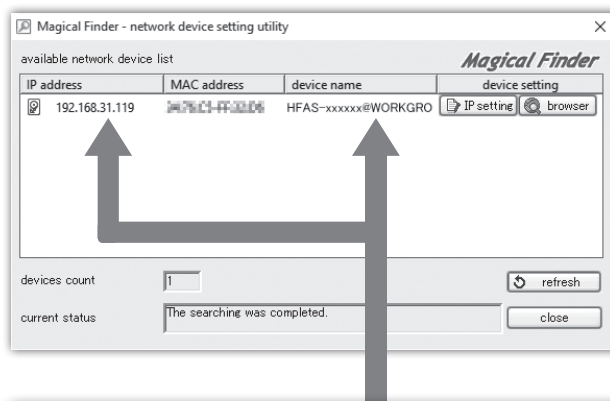 Magical Finder - network device setting utility
available network device list
Magical Finder
IP address MAC address device name device setting
192.168.31.119 HFAS-xxxxxx@WORKGRO IP setting browser
devices count 1 refresh
current status The searching was completed. close